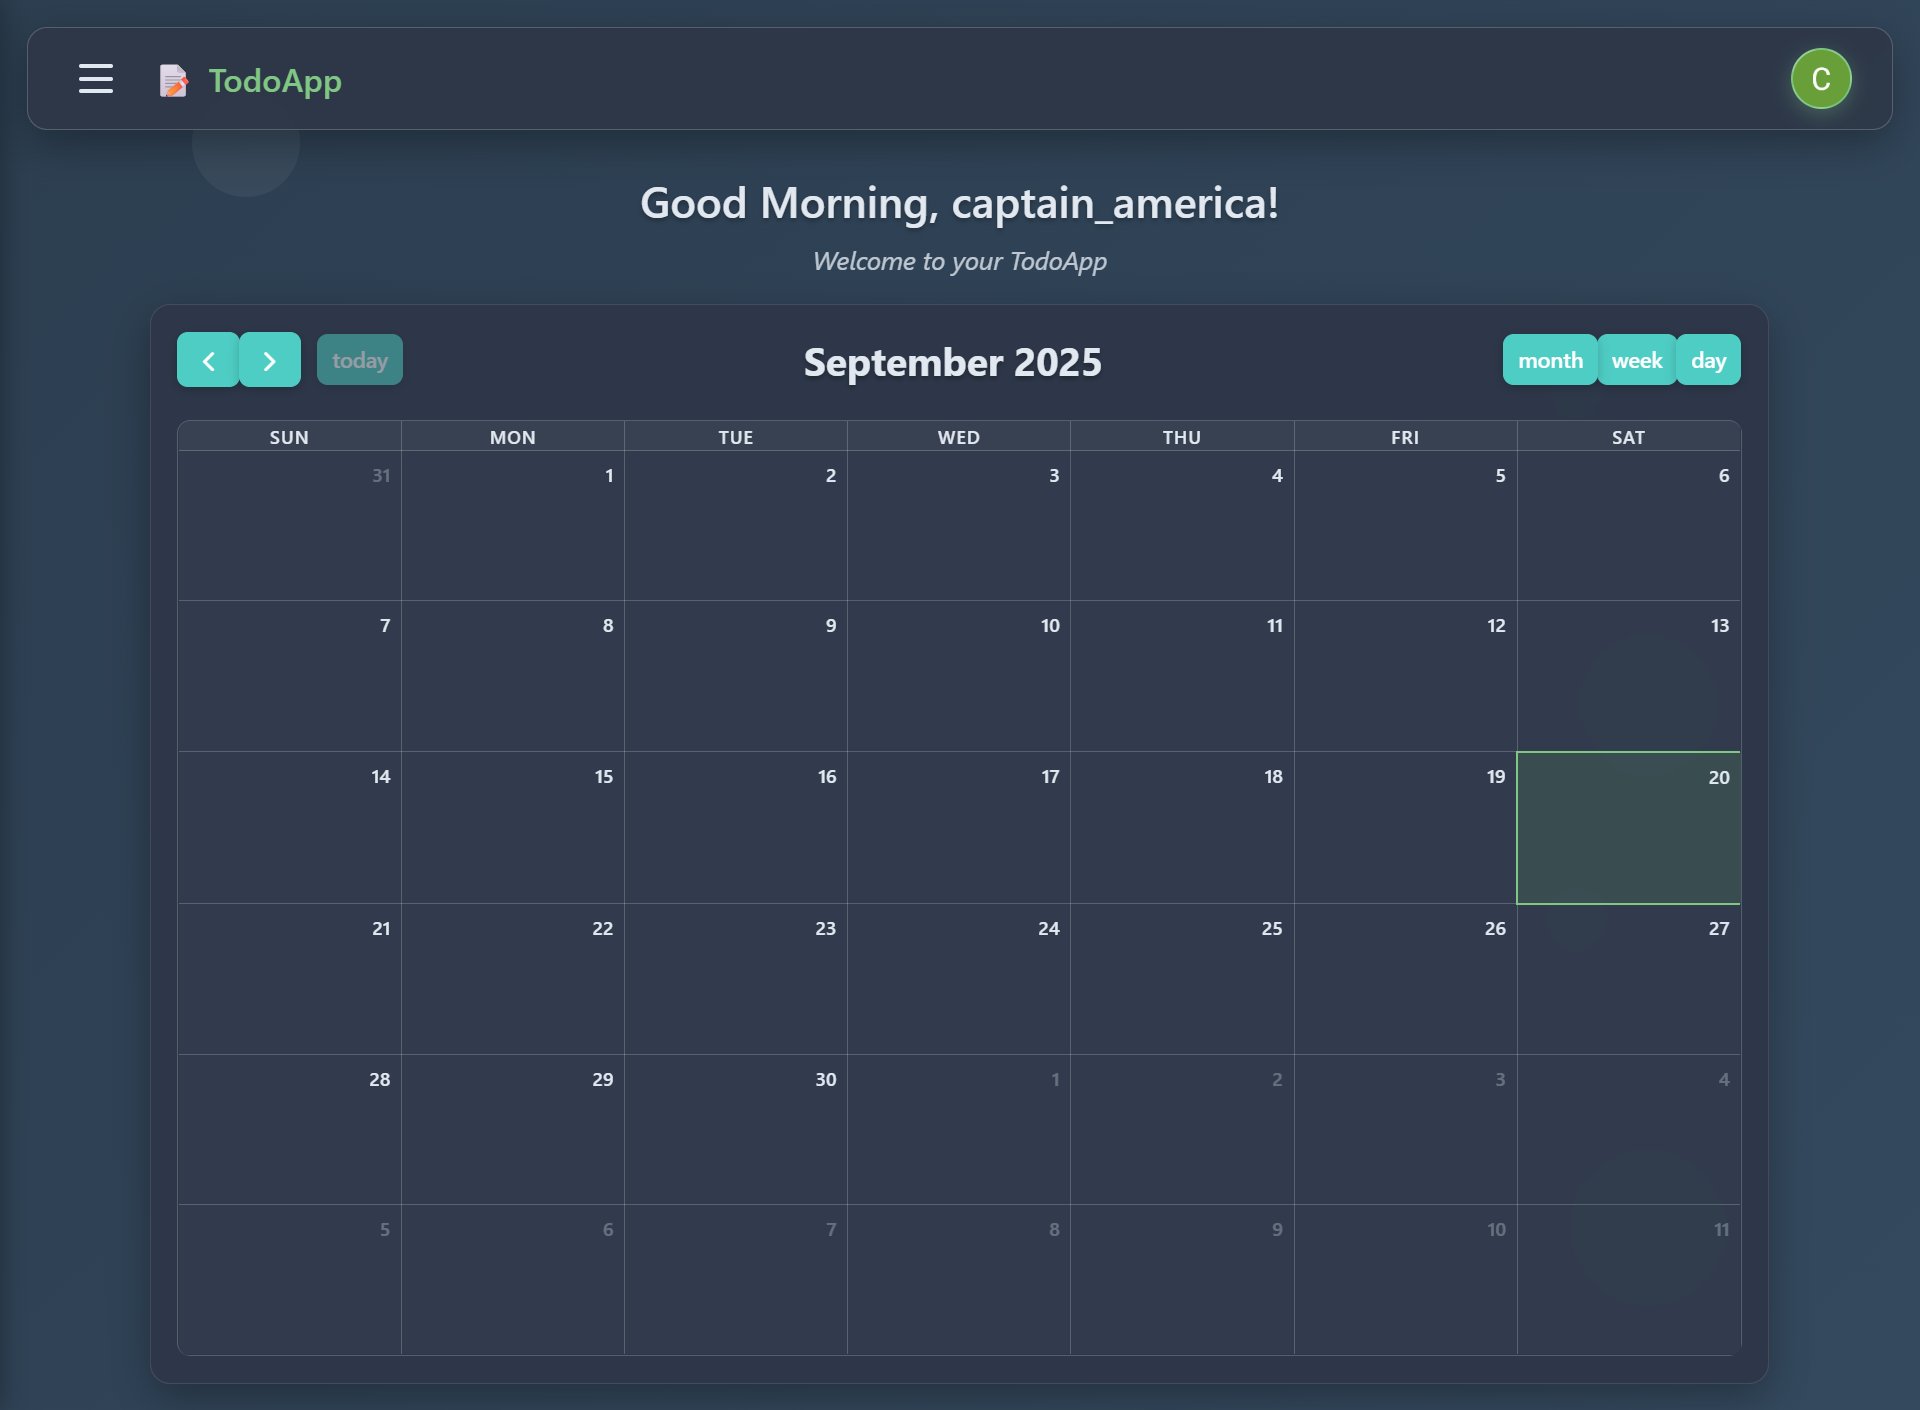 TodoApp
C
Good Morning, captain_america!
Welcome to your TodoApp
today
September 2025
month week day
SUN MON TUE WED THU FRI SAT
31 1 2 3 4 5 6
7 8 9 10 11 12 13
14 15 16 17 18 19 20
21 22 23 24 25 26 27
28 29 30 1 2 3 4
5 6 7 8 9 10 11